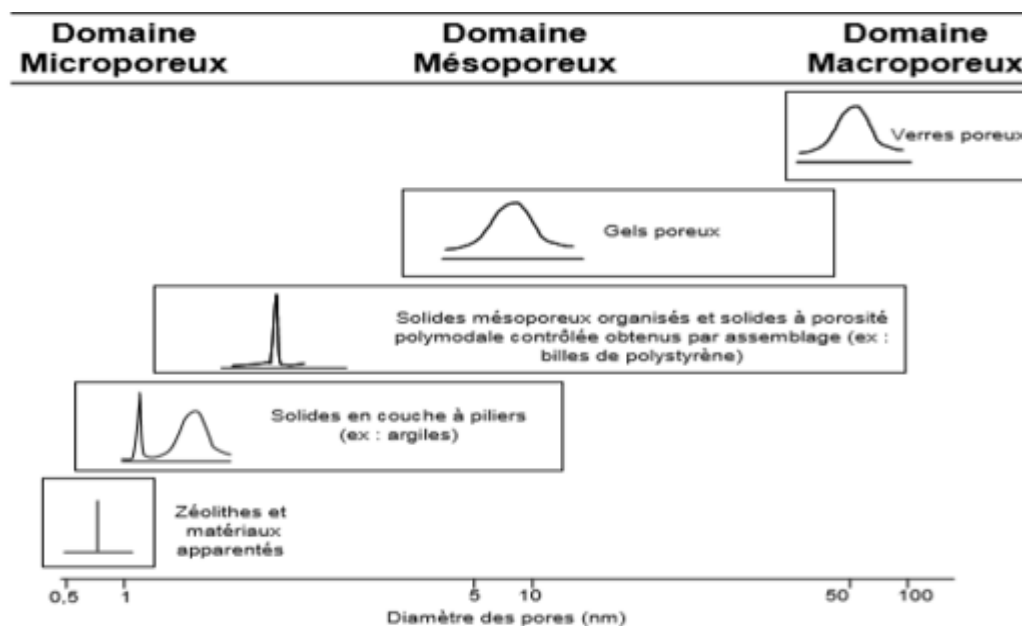 Domaine
Microporeux
Domaine
Mésoporeux
Domaine
Macroporeux
Verres poreux
Gels poreux
Solides mésoporeux organisés et solides à porosité
polymodale contrôlée obtenus par assemblage (ex :
billes de polystyrène)
Solides en couche à piliers
(ex : argiles)
Zéolithes et
matériaux
apparentés
0,5 1 5 10 50 100
Diamètre des pores (nm)